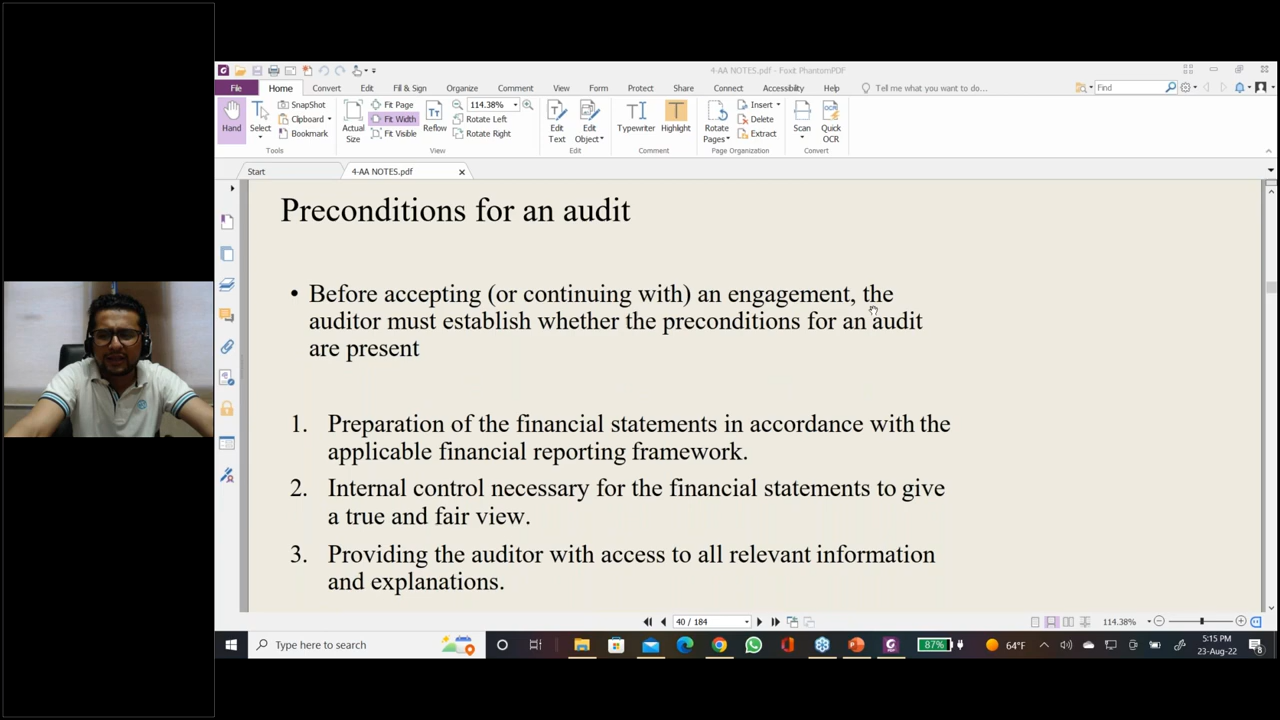 4-AA NOTES.pdf - Foxit PhantomPDF
File Home Convert Edit Fill & Sign Organize Comment View Form Protect Share Connect Accessibility Help Tell me what you want to do... Find
Hand
Select
SnapShot
Clipboard
Bookmark
Actual Size
Fit Page
Fit Width
Fit Visible
Reflow
114.38%
Rotate Left
Rotate Right
Edit Text
Edit Object
Typewriter
Highlight
Rotate Pages
Insert
Delete
Extract
Scan
Quick OCR
Tools View Edit Comment Page Organization Convert
Start 4-AA NOTES.pdf
Preconditions for an audit
• Before accepting (or continuing with) an engagement, the
auditor must establish whether the preconditions for an audit
are present
1. Preparation of the financial statements in accordance with the
applicable financial reporting framework.
2. Internal control necessary for the financial statements to give
a true and fair view.
3. Providing the auditor with access to all relevant information
and explanations.
40 / 184 114.38%
Type here to search 87% 64°F 5:15 PM
23-Aug-22